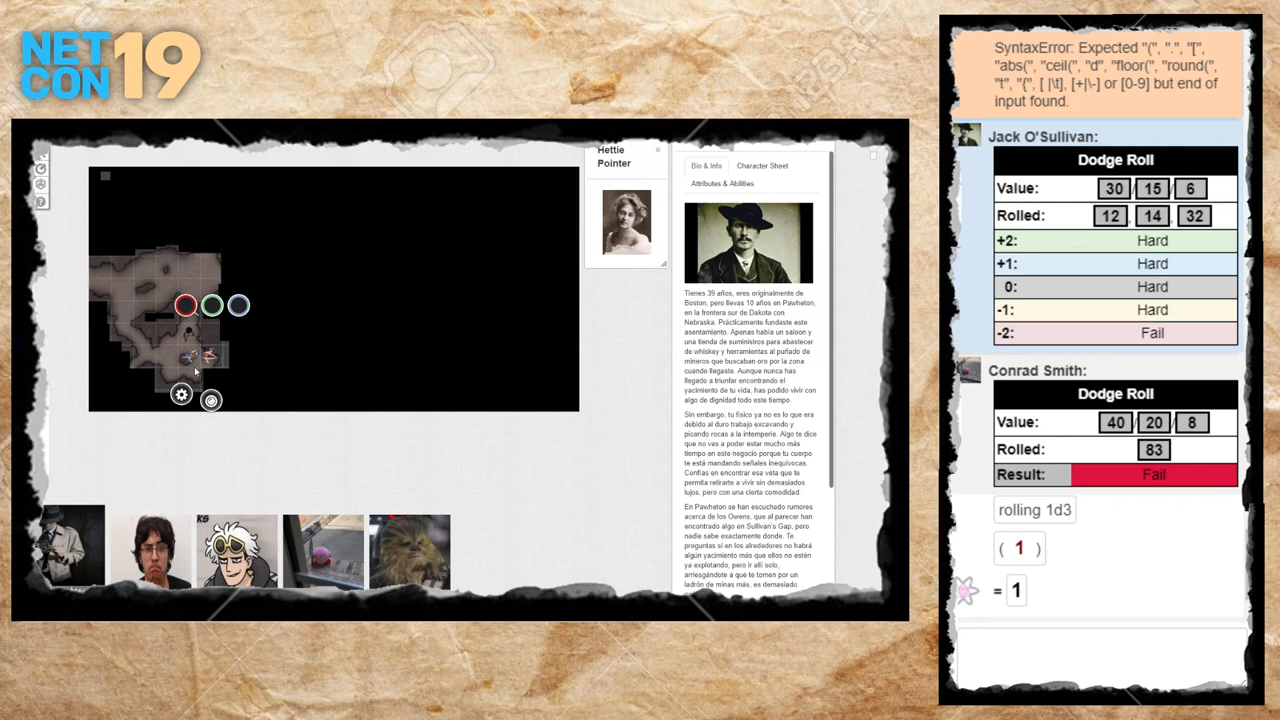 NET
CON 19
Hettie
Pointer
Bio & Info
Character Sheet
Attributes & Abilities
Tienes 39 años, eres originalmente de
Boston, pero llevas 10 años en Pawheton,
en la frontera sur de Dakota con
Nebraska. Prácticamente fundaste este
asentamiento. Apenas había un saloon y
una tienda de suministros para abastecer
de whiskey y herramientas al puñado de
mineros que buscaban oro por la zona
cuando llegaste. Aunque nunca has
llegado a triunfar encontrando el
yacimiento de tu vida, has podido vivir con
algo de dignidad todo este tiempo.
Sin embargo, tu físico ya no es lo que era
debido al duro trabajo excavando y
picando rocas a la intemperie. Algo te dice
que no vas a poder estar mucho más
tiempo en este negocio porque tu cuerpo
te está mandando señales inequívocas.
Confías en encontrar esa veta que te
permita retirarte a vivir sin demasiados
lujos, pero con una cierta comodidad.
En Pawheton se han escuchado rumores
acerca de los Owens, que al parecer han
encontrado algo en Sullivan's Gap, pero
nadie sabe exactamente donde. Te
preguntas si en los alrededores no habrá
algún yacimiento más que ellos no estén
ya explotando, pero ir allí solo,
arriesgándote a que te tomen por un
ladrón de minas más, es demasiado
KS
SyntaxError: Expected "(", ".", "[",
"abs(", "ceil(", "d", "floor(", "round(",
"t", "{", [ |\t], [+|\-] or [0-9] but end of
input found.
Jack O'Sullivan:
Dodge Roll
Value: 30 / 15 / 6
Rolled: 12 , 14 , 32
+2: Hard
+1: Hard
0: Hard
-1: Hard
-2: Fail
Conrad Smith:
Dodge Roll
Value: 40 / 20 / 8
Rolled: 83
Result: Fail
rolling 1d3
( 1 )
= 1